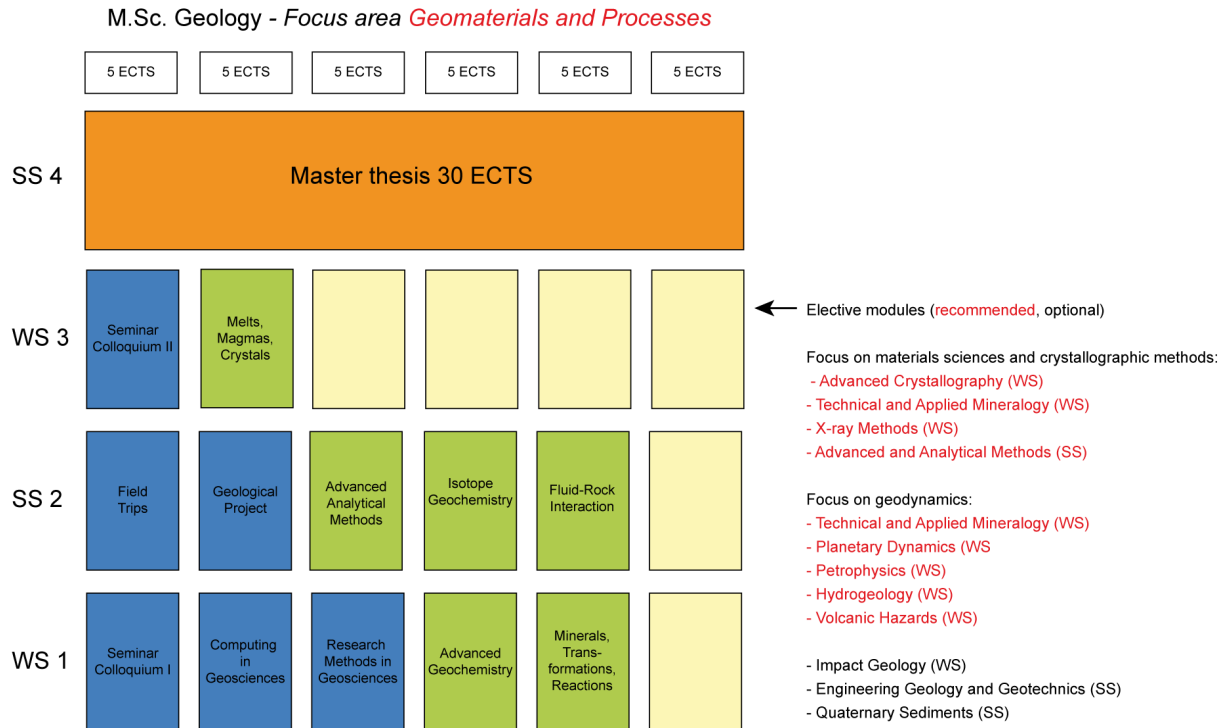 M.Sc. Geology - Focus area Geomaterials and Processes
5 ECTS
5 ECTS
5 ECTS
5 ECTS
5 ECTS
5 ECTS
SS 4
Master thesis 30 ECTS
WS 3
Seminar
Colloquium II
Melts,
Magmas,
Crystals
SS 2
Field
Trips
Geological
Project
Advanced
Analytical
Methods
Isotope
Geochemistry
Fluid-Rock
Interaction
WS 1
Seminar
Colloquium I
Computing
in
Geosciences
Research
Methods in
Geosciences
Advanced
Geochemistry
Minerals,
Trans-
formations,
Reactions
Elective modules (recommended, optional)
Focus on materials sciences and crystallographic methods:
- Advanced Crystallography (WS)
- Technical and Applied Mineralogy (WS)
- X-ray Methods (WS)
- Advanced and Analytical Methods (SS)
Focus on geodynamics:
- Technical and Applied Mineralogy (WS)
- Planetary Dynamics (WS
- Petrophysics (WS)
- Hydrogeology (WS)
- Volcanic Hazards (WS)
- Impact Geology (WS)
- Engineering Geology and Geotechnics (SS)
- Quaternary Sediments (SS)